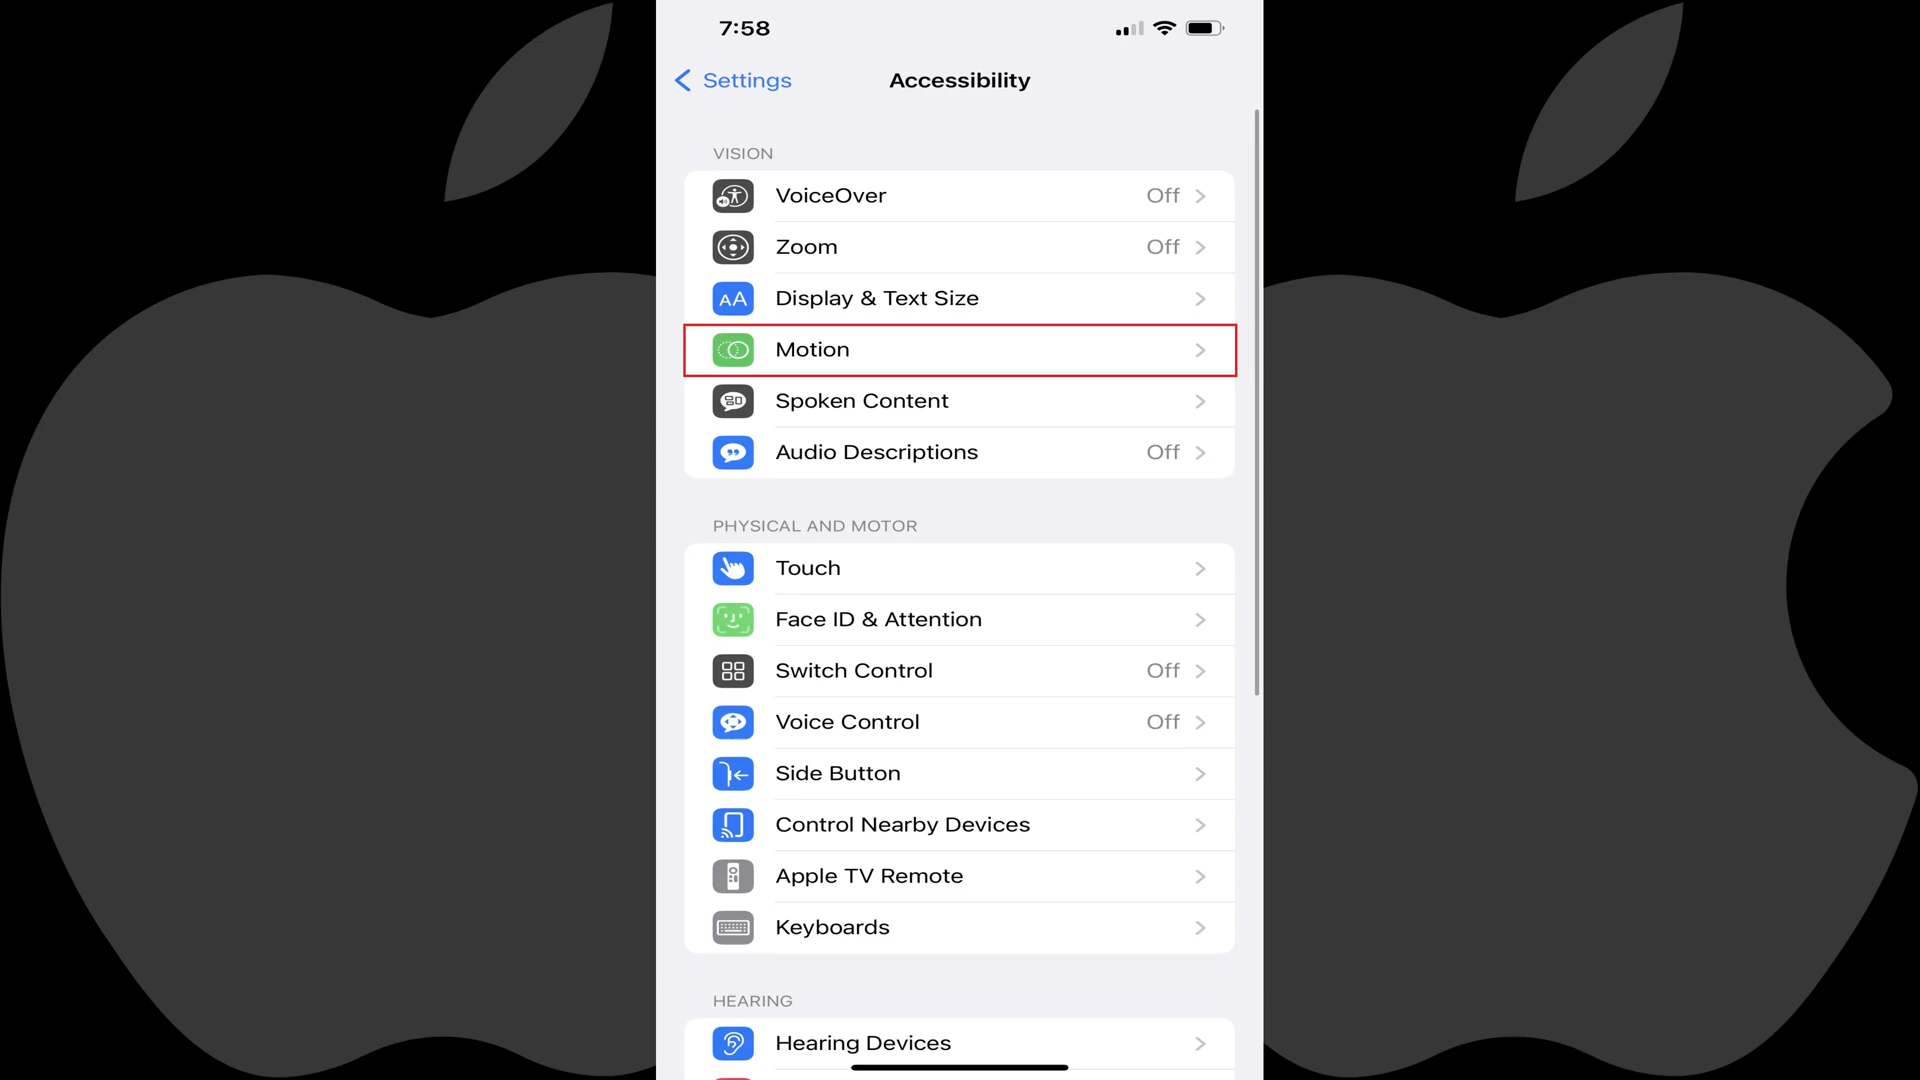 7:58
Settings
Accessibility
VISION
VoiceOver Off
Zoom Off
AA Display & Text Size
Motion
Spoken Content
Audio Descriptions Off
PHYSICAL AND MOTOR
Touch
Face ID & Attention
Switch Control Off
Voice Control Off
Side Button
Control Nearby Devices
Apple TV Remote
Keyboards
HEARING
Hearing Devices